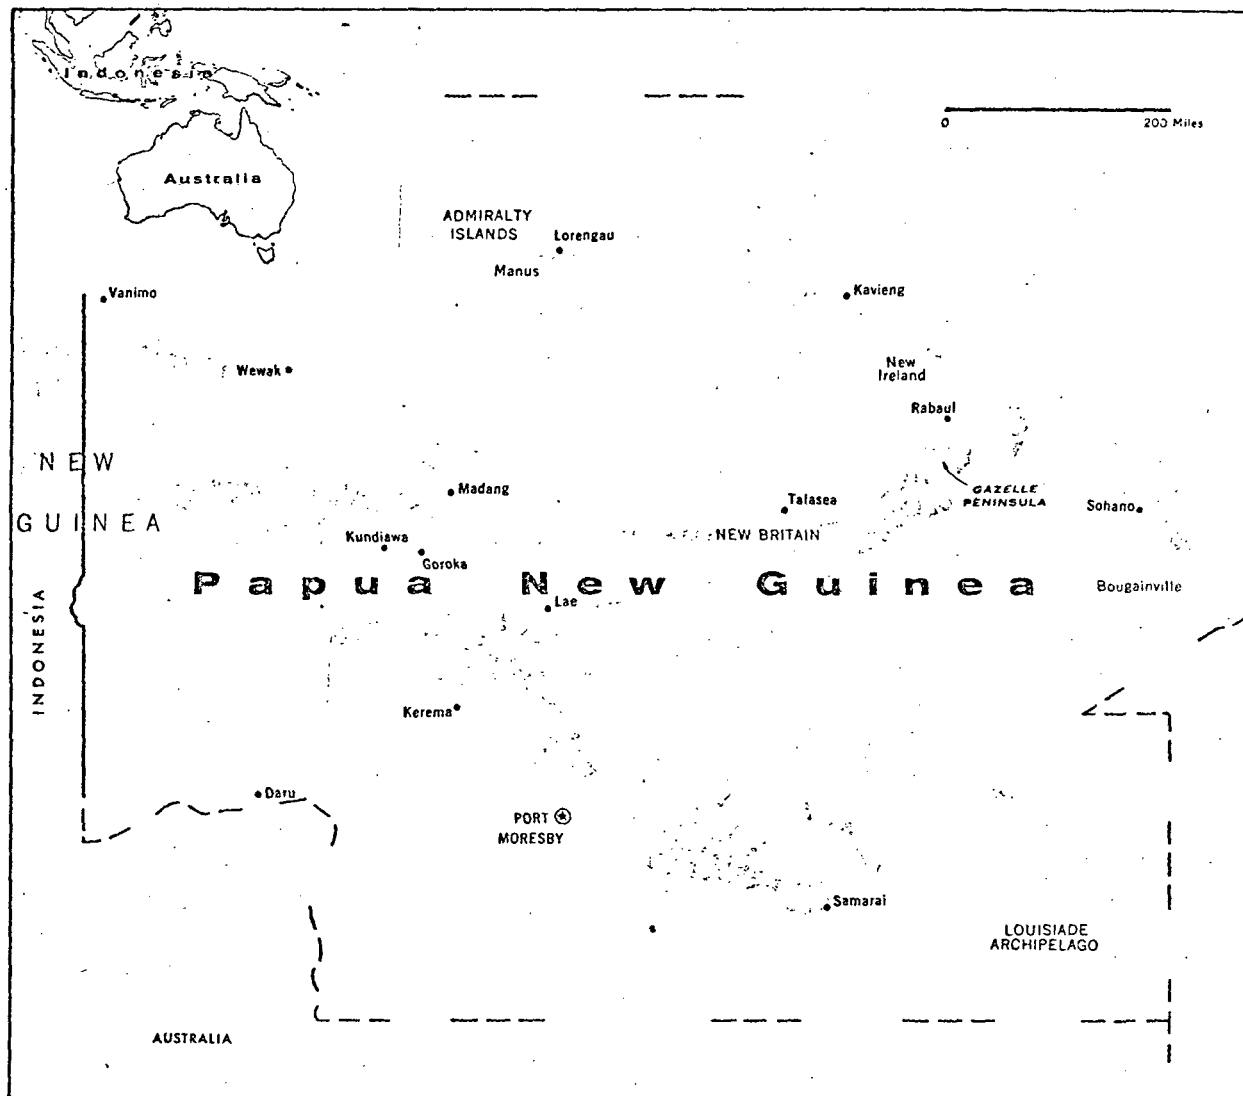 Indonesia
0 200 Miles
Australia
ADMIRALTY
ISLANDS
Lorengau
Manus
Vanimo
Kavieng
Wewak
New
Ireland
Rabaul
NEW
GUINEA
Madang
GAZELLE
PENINSULA
Talasea
Sohano
NEW BRITAIN
Kundiawa
Goroka
Papua New Guinea
Bougainville
Lae
INDONESIA
Kerema
Daru
PORT
MORESBY
Samarai
LOUISIADE
ARCHIPELAGO
AUSTRALIA